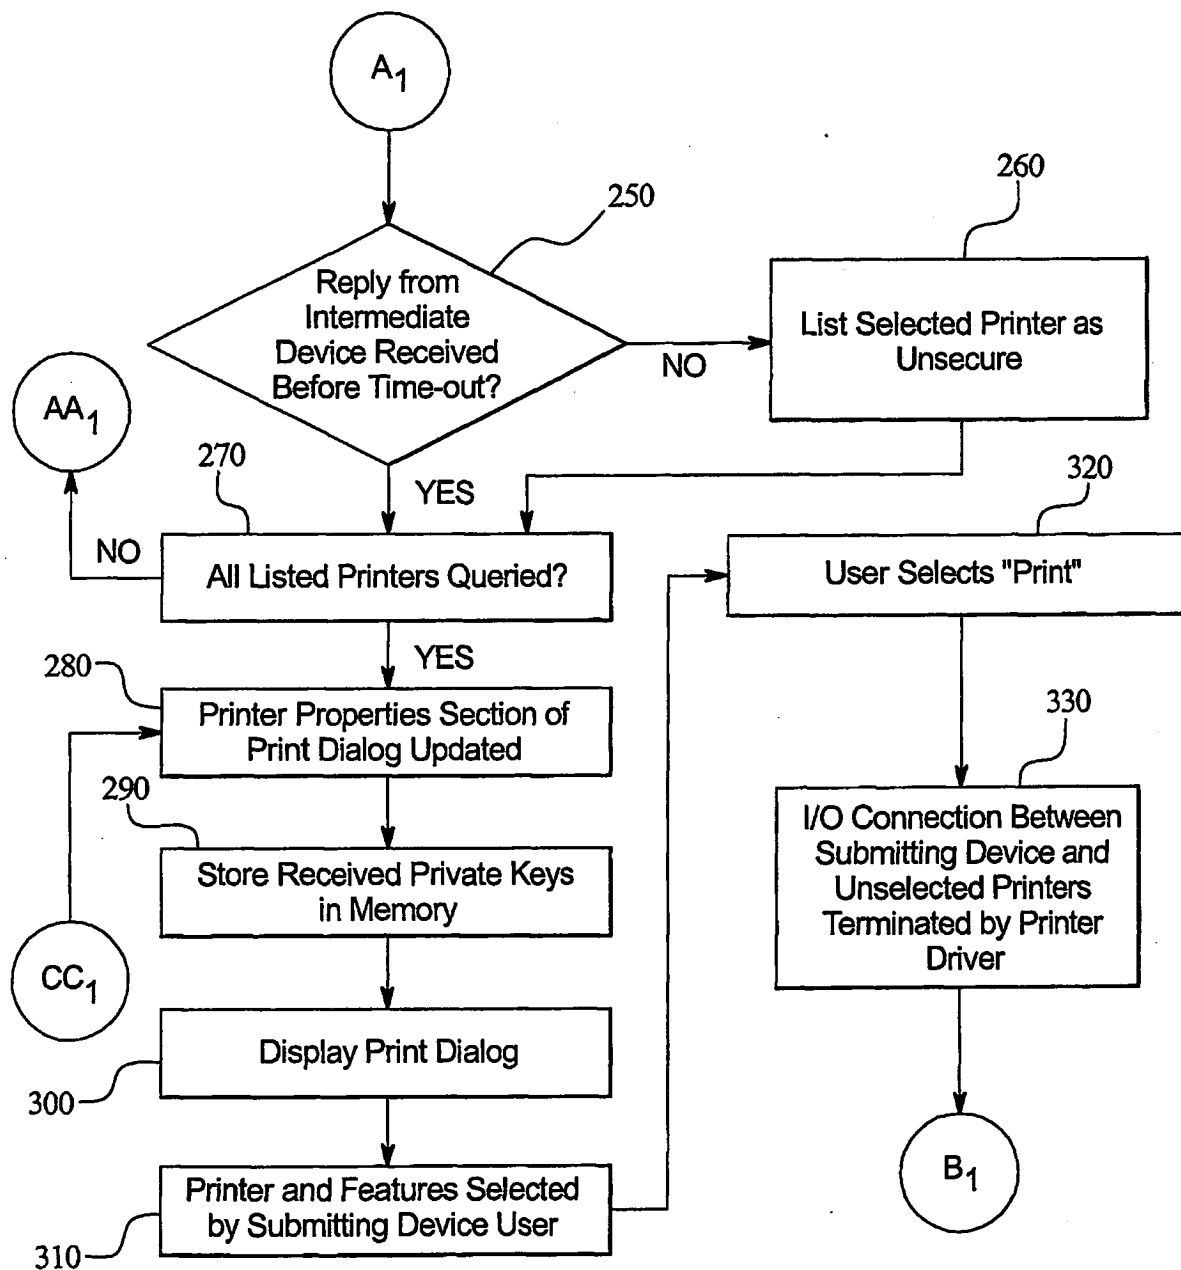 A1
250
Reply from
Intermediate
Device Received
Before Time-out?
NO
260
List Selected Printer as
Unsecure
AA1
270
YES
NO
All Listed Printers Queried?
320
User Selects "Print"
YES
280
Printer Properties Section of
Print Dialog Updated
290
Store Received Private Keys
in Memory
330
I/O Connection Between
Submitting Device and
Unselected Printers
Terminated by Printer
Driver
CC1
Display Print Dialog
300
Printer and Features Selected
by Submitting Device User
310
B1